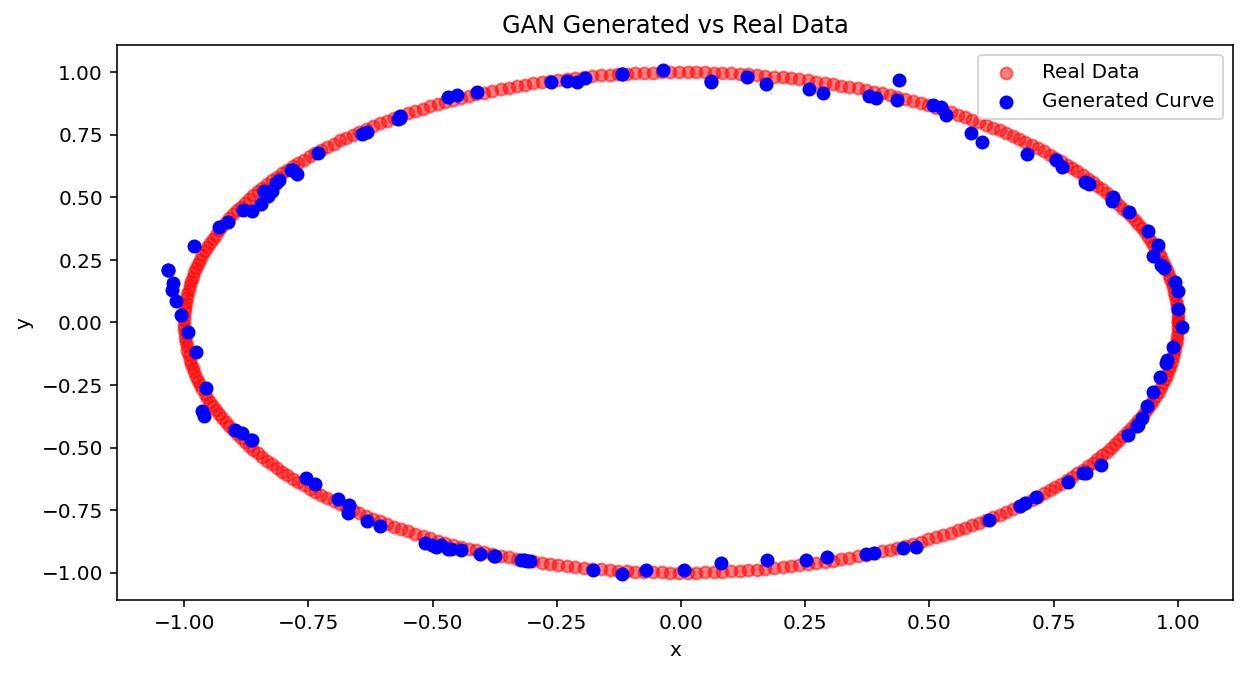 GAN Generated vs Real Data
Real Data
Generated Curve
1.00
0.75
0.50
0.25
0.00
−0.25
−0.50
−0.75
−1.00
y
−1.00 −0.75 −0.50 −0.25 0.00 0.25 0.50 0.75 1.00
x